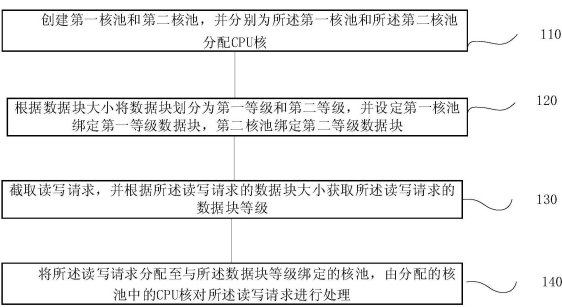 创建第一核池和第二核池，并分别为所述第一核池和所述第二核池
分配CPU核
110
根据数据块大小将数据块划分为第一等级和第二等级，并设定第一核池
绑定第一等级数据块，第二核池绑定第二等级数据块
120
截取读写请求，并根据所述读写请求的数据块大小获取所述读写请求的
数据块等级
130
将所述读写请求分配至与所述数据块等级绑定的核池，由分配的核
池中的CPU核对所述读写请求进行处理
140